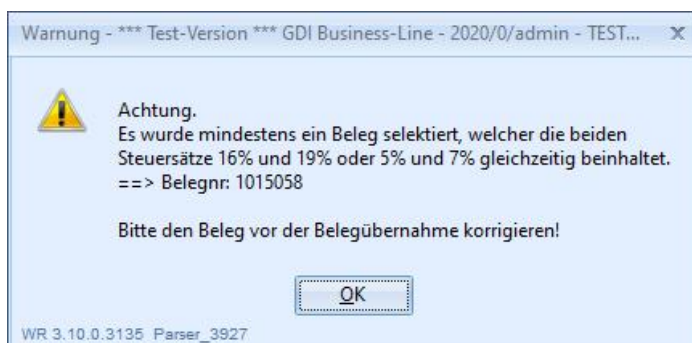 Warnung - *** Test-Version *** GDI Business-Line - 2020/0/admin - TEST... X
Achtung.
Es wurde mindestens ein Beleg selektiert, welcher die beiden
Steuersätze 16% und 19% oder 5% und 7% gleichzeitig beinhaltet.
==> Belegnr: 1015058
Bitte den Beleg vor der Belegübernahme korrigieren!
OK
WR 3.10.0.3135 Parser_3927